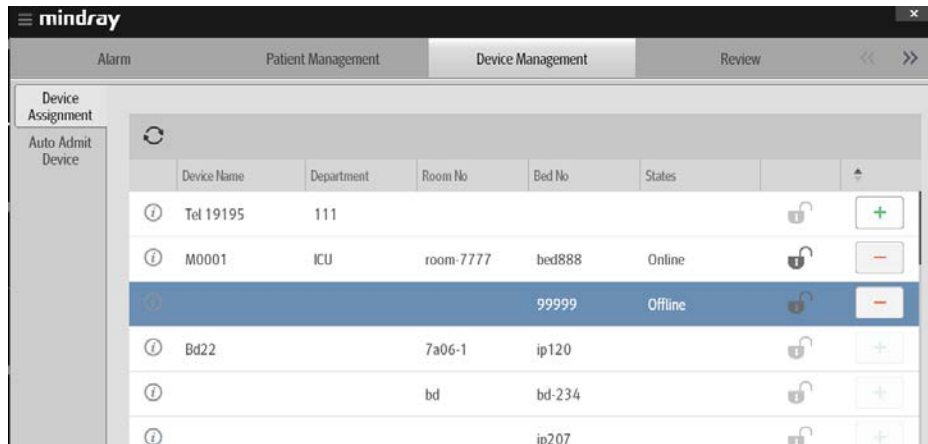 mindray
Alarm Patient Management Device Management Review
Device
Assignment
Auto Admit
Device
Device Name Department Room No Bed No States
Tel 19195 111
M0001 ICU room-7777 bed888 Online
99999 Offline
Bd22 7a06-1 ip120
bd bd-234
ip207